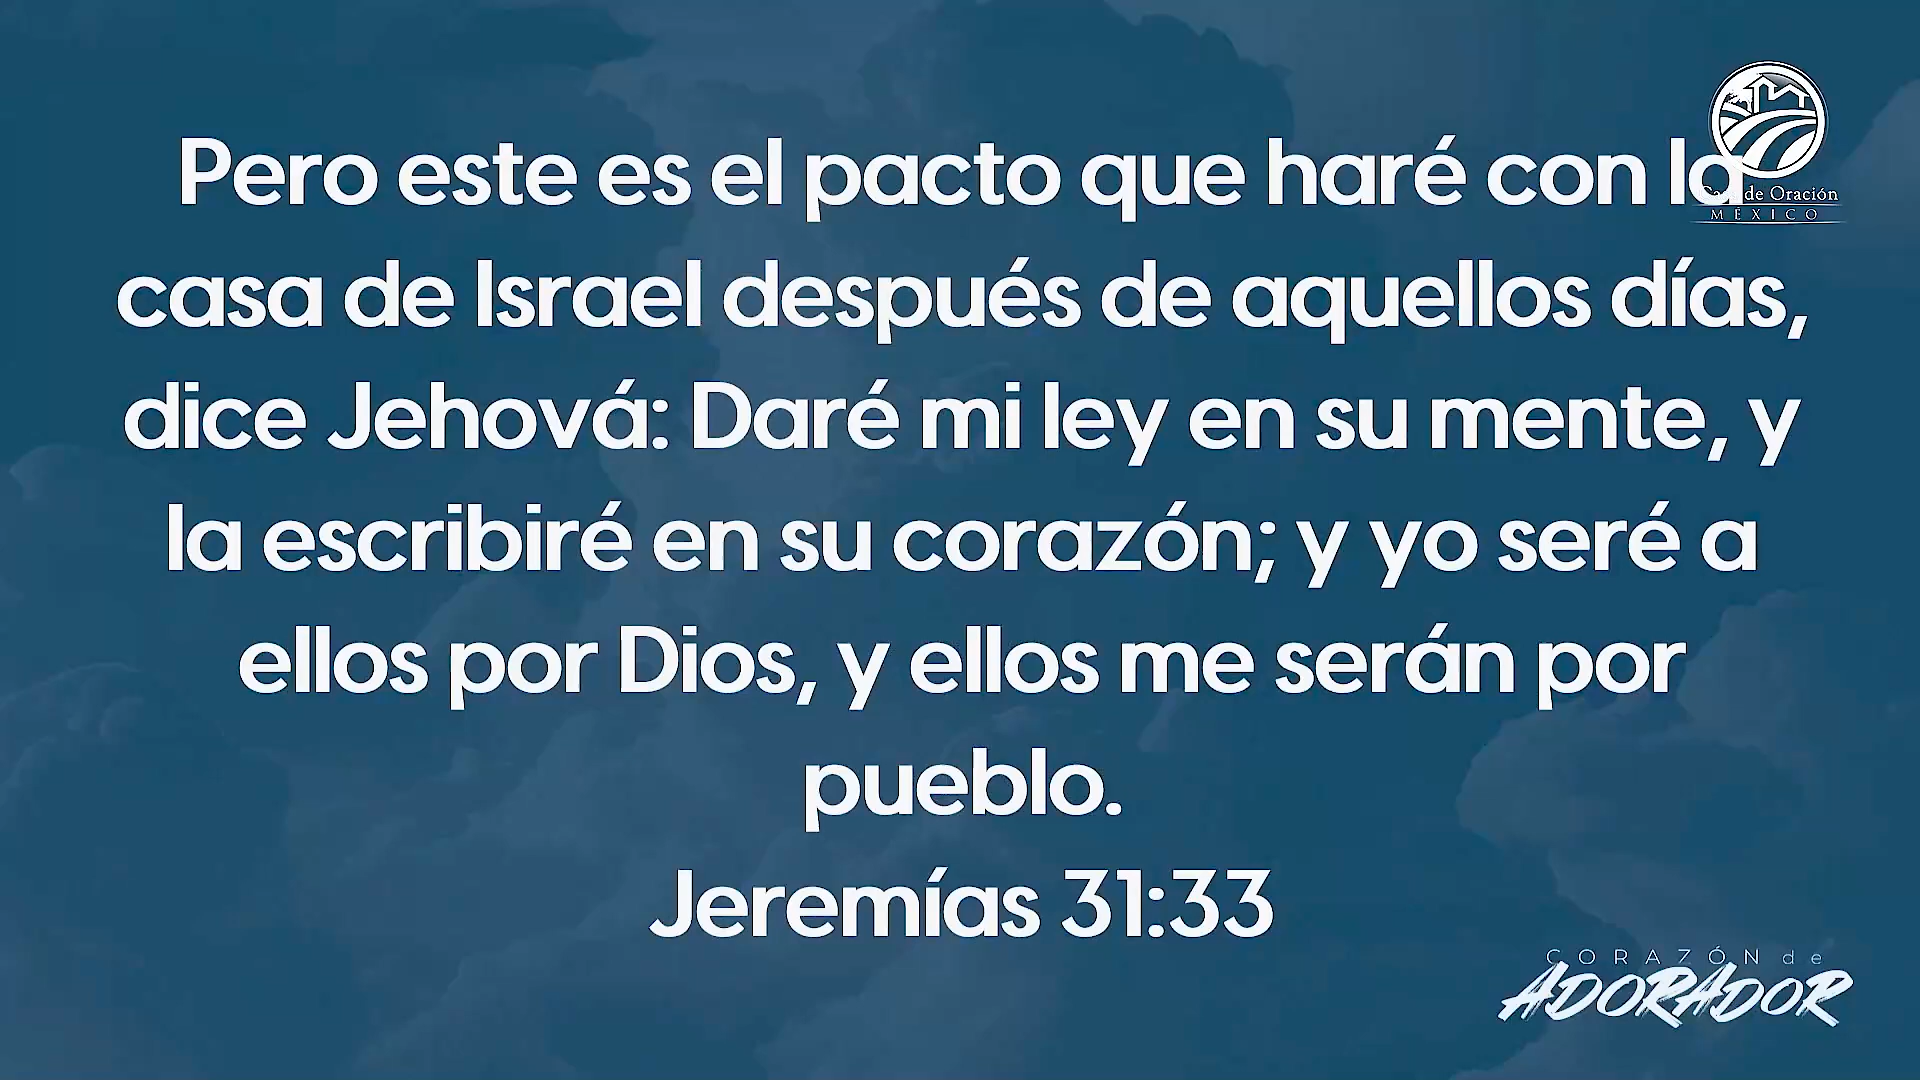 Pero este es el pacto que haré con la
casa de Israel después de aquellos días,
dice Jehová: Daré mi ley en su mente, y
la escribiré en su corazón; y yo seré a
ellos por Dios, y ellos me serán por
pueblo.
Jeremías 31:33
Casa de Oración
MÉXICO
CORAZÓN de
ADORADOR